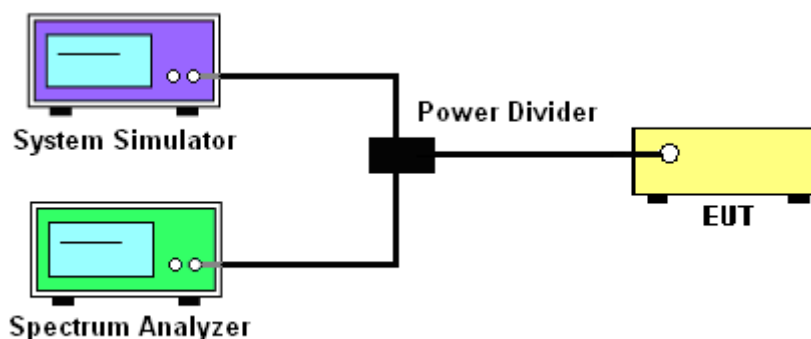 System Simulator
Power Divider
EUT
Spectrum Analyzer